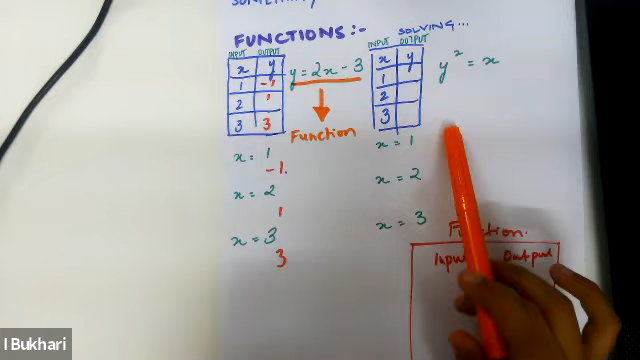 FUNCTIONS:-
INPUT OUTPUT
x y
1 -1
2 1
3 3
y = 2x - 3
Function
x = 1
-1.
x = 2
1
x = 3
3
SOLVING...
INPUT OUTPUT
x y
1
2
3
y² = x
x = 1
x = 2
x = 3
Function.
Input Output
I Bukhari